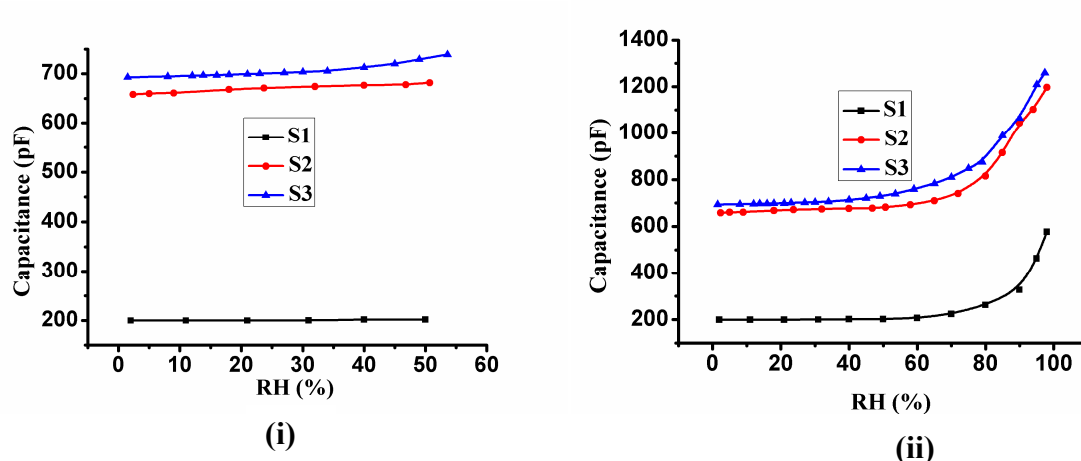 Capacitance (pF)
700
600
500
400
300
200
S1
S2
S3
0 10 20 30 40 50 60
RH (%)
(i)
Capacitance (pF)
1400
1200
1000
800
600
400
200
S1
S2
S3
0 20 40 60 80 100
RH (%)
(ii)